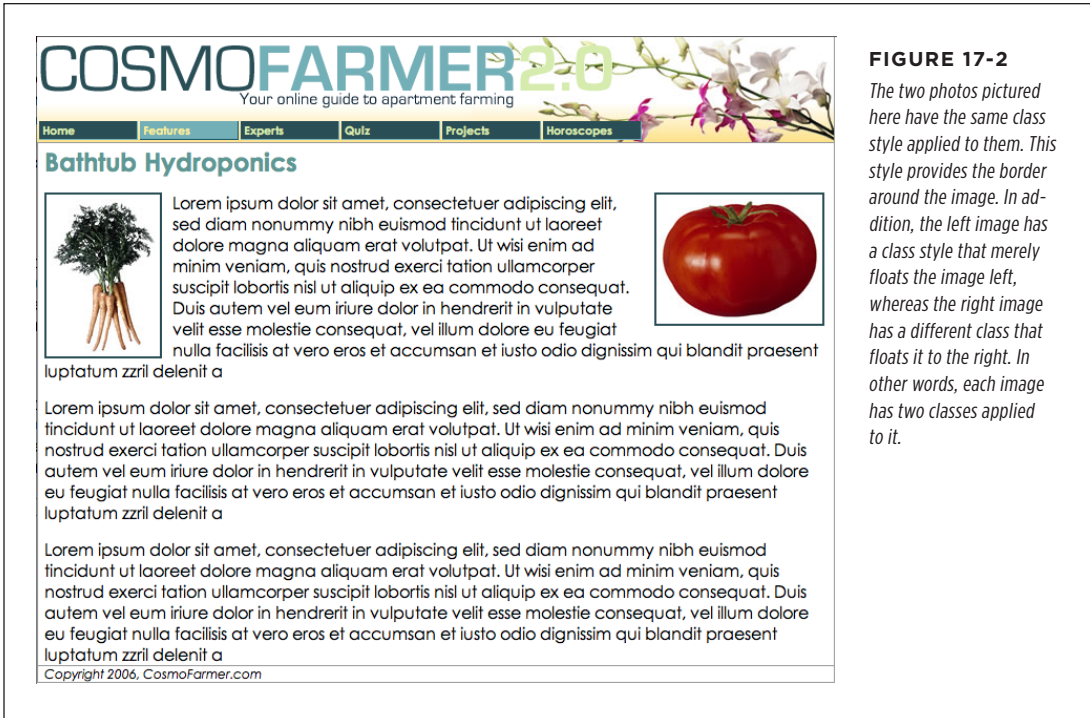 COSMOFARMER2.0
Your online guide to apartment farming
Home Features Experts Quiz Projects Horoscopes
Bathtub Hydroponics
Lorem ipsum dolor sit amet, consectetuer adipiscing elit,
sed diam nonummy nibh euismod tincidunt ut laoreet
dolore magna aliquam erat volutpat. Ut wisi enim ad
minim veniam, quis nostrud exerci tation ullamcorper
suscipit lobortis nisl ut aliquip ex ea commodo consequat.
Duis autem vel eum iriure dolor in hendrerit in vulputate
velit esse molestie consequat, vel illum dolore eu feugiat
nulla facilisis at vero eros et accumsan et iusto odio dignissim qui blandit praesent
luptatum zzril delenit a
Lorem ipsum dolor sit amet, consectetuer adipiscing elit, sed diam nonummy nibh euismod
tincidunt ut laoreet dolore magna aliquam erat volutpat. Ut wisi enim ad minim veniam, quis
nostrud exerci tation ullamcorper suscipit lobortis nisl ut aliquip ex ea commodo consequat. Duis
autem vel eum iriure dolor in hendrerit in vulputate velit esse molestie consequat, vel illum dolore
eu feugiat nulla facilisis at vero eros et accumsan et iusto odio dignissim qui blandit praesent
luptatum zzril delenit a
Lorem ipsum dolor sit amet, consectetuer adipiscing elit, sed diam nonummy nibh euismod
tincidunt ut laoreet dolore magna aliquam erat volutpat. Ut wisi enim ad minim veniam, quis
nostrud exerci tation ullamcorper suscipit lobortis nisl ut aliquip ex ea commodo consequat. Duis
autem vel eum iriure dolor in hendrerit in vulputate velit esse molestie consequat, vel illum dolore
eu feugiat nulla facilisis at vero eros et accumsan et iusto odio dignissim qui blandit praesent
luptatum zzril delenit a
Copyright 2006, CosmoFarmer.com
FIGURE 17-2
The two photos pictured
here have the same class
style applied to them. This
style provides the border
around the image. In ad-
dition, the left image has
a class style that merely
floats the image left,
whereas the right image
has a different class that
floats it to the right. In
other words, each image
has two classes applied
to it.